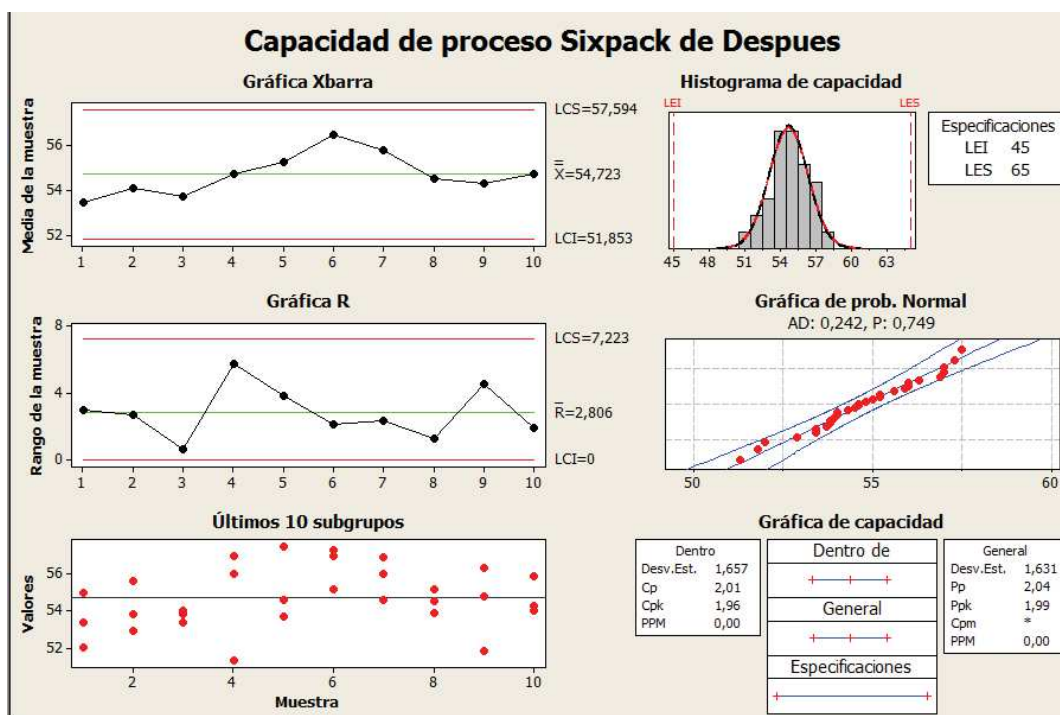 Capacidad de proceso Sixpack de Despues
Gráfica Xbarra
Media de la muestra
56
54
52
1 2 3 4 5 6 7 8 9 10
LCS=57,594
X=54,723
LCI=51,853
Gráfica R
Rango de la muestra
8
4
0
1 2 3 4 5 6 7 8 9 10
LCS=7,223
R=2,806
LCI=0
Últimos 10 subgrupos
Valores
56
54
52
2 4 6 8 10
Muestra
Histograma de capacidad
LEI LES
45 48 51 54 57 60 63
Especificaciones
LEI 45
LES 65
Gráfica de prob. Normal
AD: 0,242, P: 0,749
50 55 60
Gráfica de capacidad
Dentro
Desv.Est. 1,657
Cp 2,01
Cpk 1,96
PPM 0,00
Dentro de
General
Especificaciones
General
Desv.Est. 1,631
Pp 2,04
Ppk 1,99
Cpm *
PPM 0,00